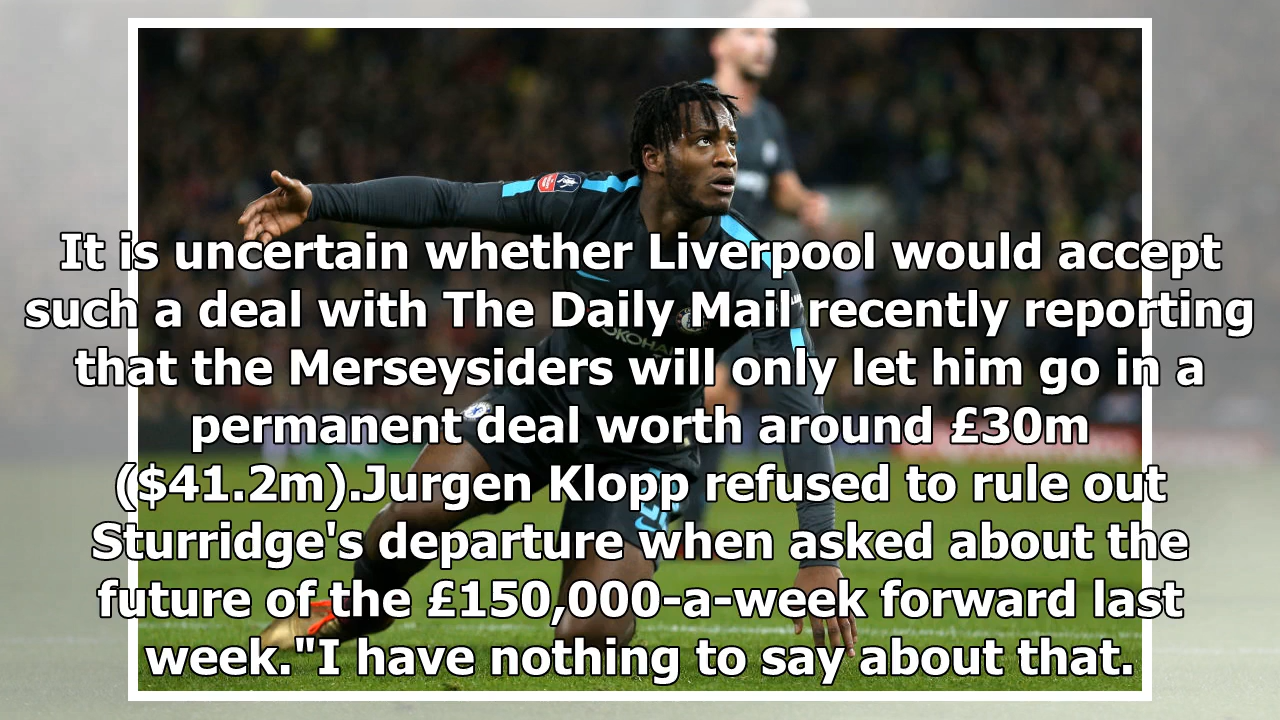 It is uncertain whether Liverpool would accept
such a deal with The Daily Mail recently reporting
that the Merseysiders will only let him go in a
permanent deal worth around £30m
($41.2m).Jurgen Klopp refused to rule out
Sturridge's departure when asked about the
future of the £150,000-a-week forward last
week."I have nothing to say about that.